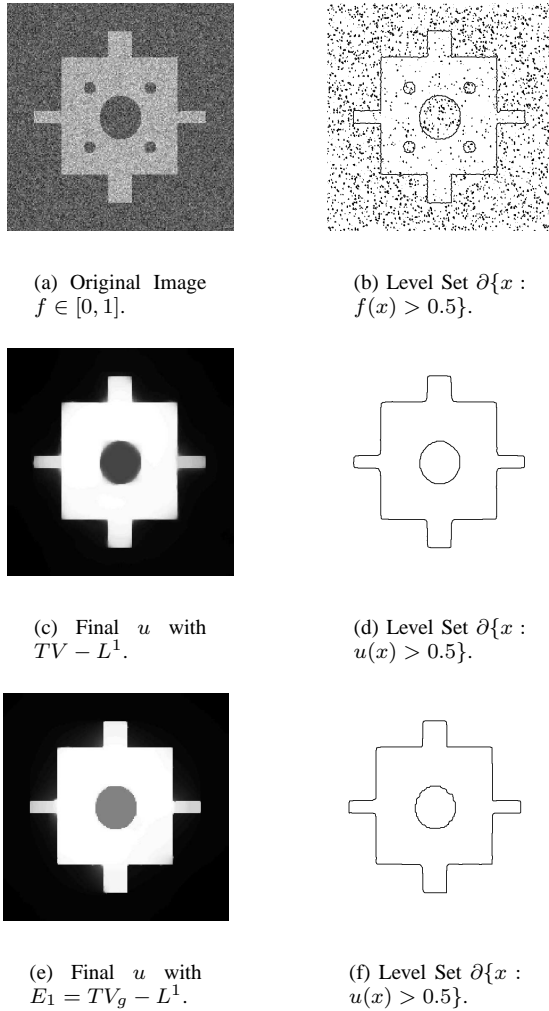 (a) Original Image
f ∈ [0, 1].
(b) Level Set ∂{x :
f(x) > 0.5}.
(c) Final u with
TV − L¹.
(d) Level Set ∂{x :
u(x) > 0.5}.
(e) Final u with
E₁ = TV_g − L¹.
(f) Level Set ∂{x :
u(x) > 0.5}.